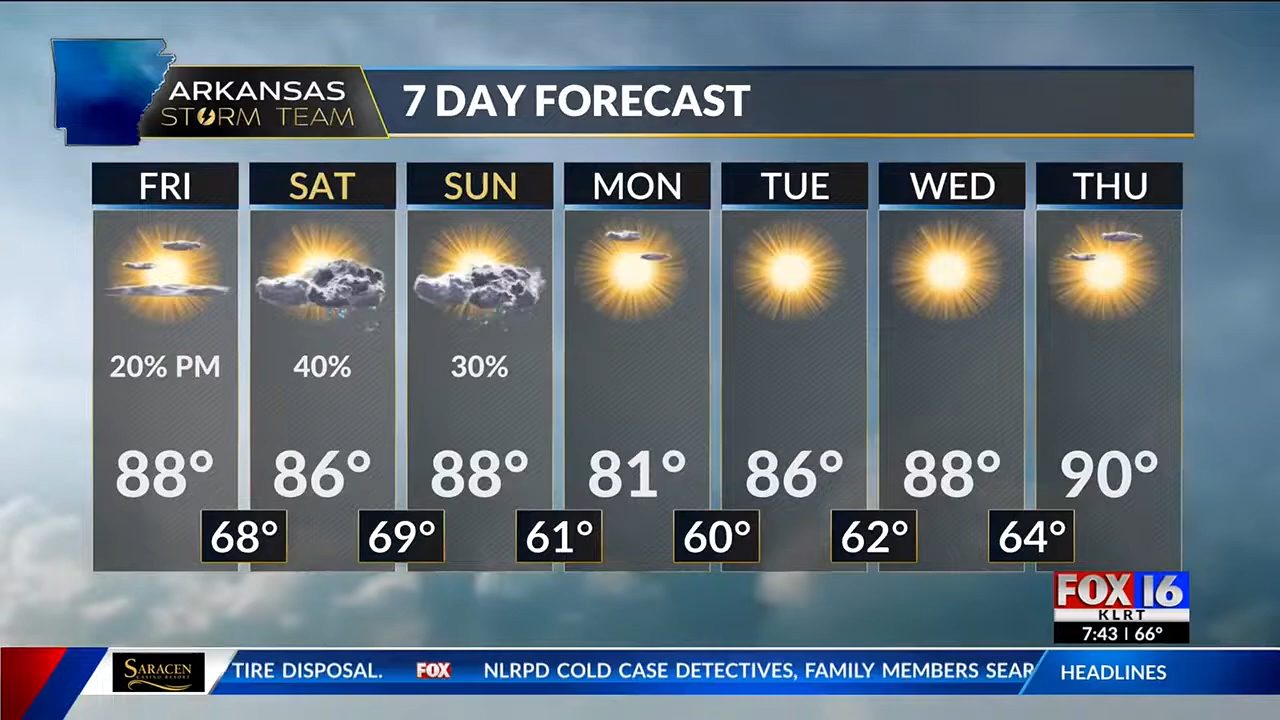 ARKANSAS
STORM TEAM
7 DAY FORECAST
FRI
SAT
SUN
MON
TUE
WED
THU
20% PM
40%
30%
88°
86°
88°
81°
86°
88°
90°
68°
69°
61°
60°
62°
64°
FOX 16
KLRT
7:43 | 66°
SARACEN
CASINO RESORT
TIRE DISPOSAL. FOX NLRPD COLD CASE DETECTIVES, FAMILY MEMBERS SEAR
HEADLINES